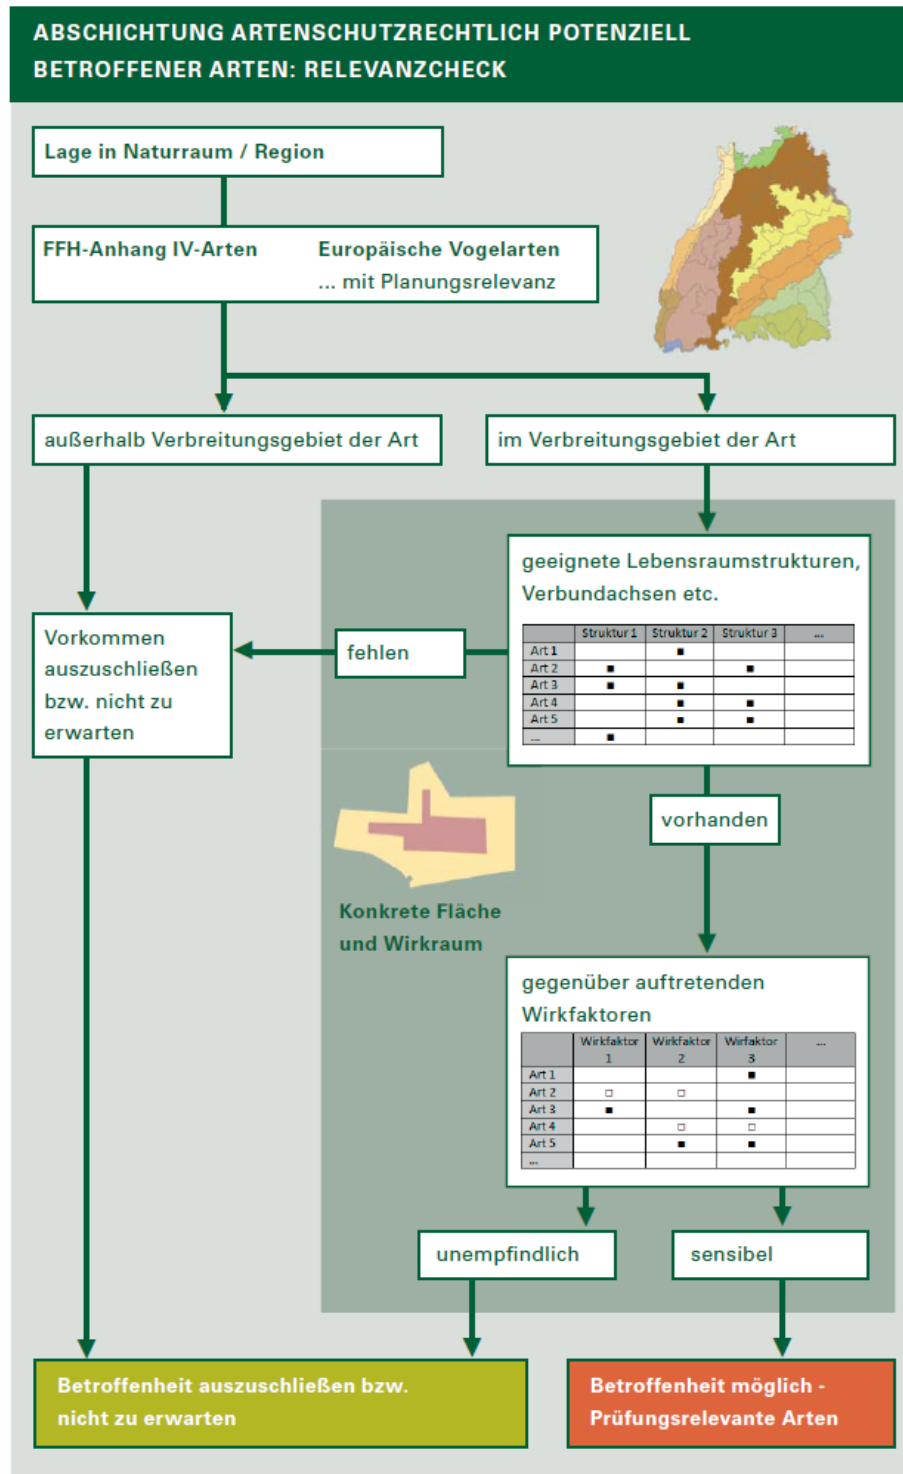 ABSCHICHTUNG ARTENSCHUTZRECHTLICH POTENZIELL
BETROFFENER ARTEN: RELEVANZCHECK
Lage in Naturraum / Region
FFH-Anhang IV-Arten
Europäische Vogelarten
... mit Planungsrelevanz
außerhalb Verbreitungsgebiet der Art
im Verbreitungsgebiet der Art
geeignete Lebensraumstrukturen,
Verbundachsen etc.
Struktur 1 Struktur 2 Struktur 3 ...
Art 1 ■
Art 2 ■ ■
Art 3 ■ ■
Art 4 ■ ■
Art 5 ■ ■
... ■
fehlen
Vorkommen
auszuschließen
bzw. nicht zu
erwarten
vorhanden
Konkrete Fläche
und Wirkraum
gegenüber auftretenden
Wirkfaktoren
Wirkfaktor Wirkfaktor Wirfaktor ...
1 2 3
Art 1 ■
Art 2 □ □
Art 3 ■ ■
Art 4 □ □
Art 5 ■ ■
...
unempfindlich
sensibel
Betroffenheit auszuschließen bzw.
nicht zu erwarten
Betroffenheit möglich -
Prüfungsrelevante Arten